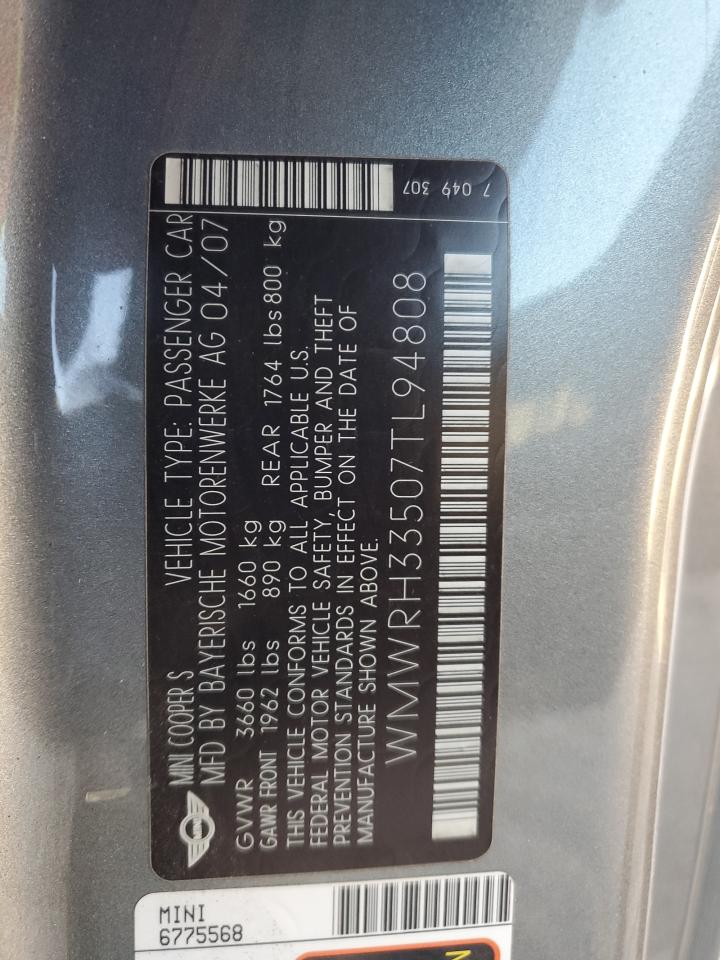 MINI COOPER S VEHICLE TYPE: PASSENGER CAR
MFD BY BAYERISCHE MOTORENWERKE AG 04/07
GVWR 3660 lbs 1660 kg
GAWR FRONT 1962 lbs 890 kg REAR 1764 lbs 800 kg
THIS VEHICLE CONFORMS TO ALL APPLICABLE U.S.
FEDERAL MOTOR VEHICLE SAFETY, BUMPER AND THEFT
PREVENTION STANDARDS IN EFFECT ON THE DATE OF
MANUFACTURE SHOWN ABOVE.
WMWRH33507TL94808
7 049 307
MINI
6775568